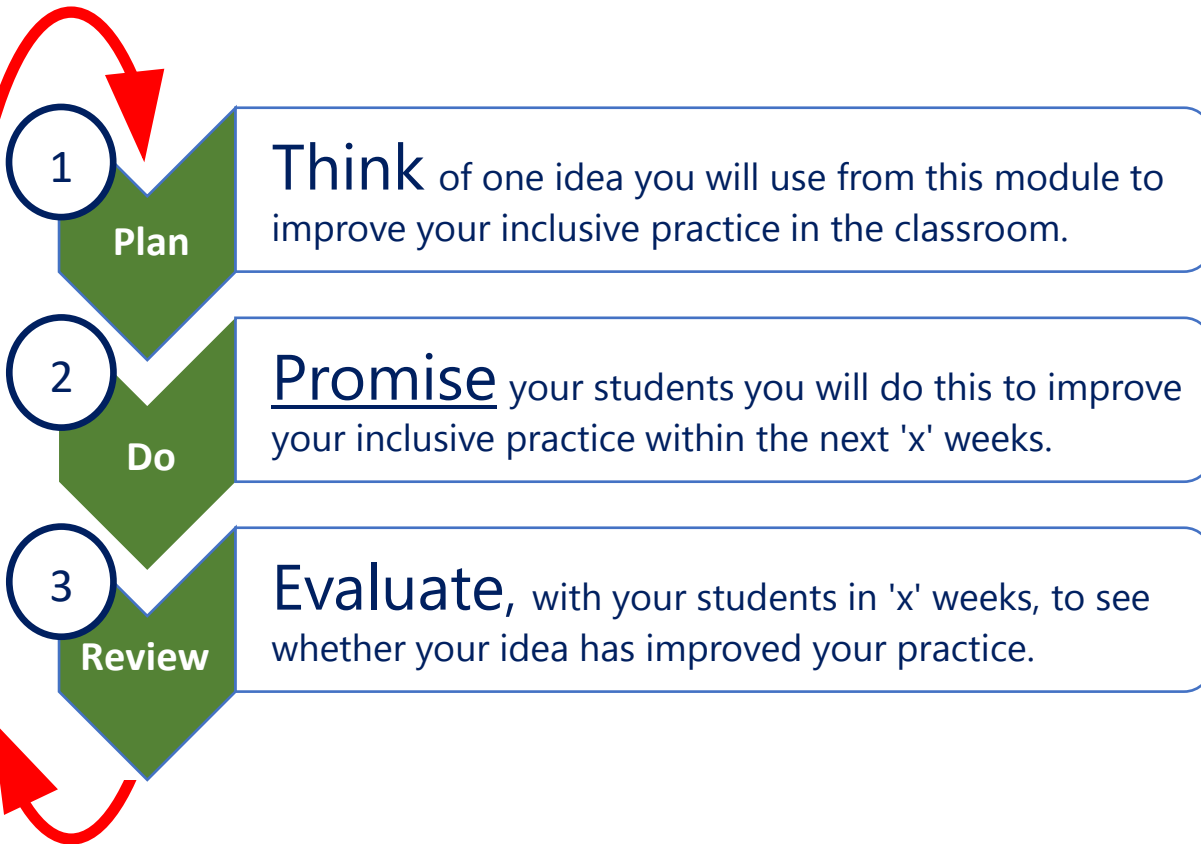 1
Plan
Think of one idea you will use from this module to
improve your inclusive practice in the classroom.
2
Do
Promise your students you will do this to improve
your inclusive practice within the next 'x' weeks.
3
Review
Evaluate, with your students in 'x' weeks, to see
whether your idea has improved your practice.